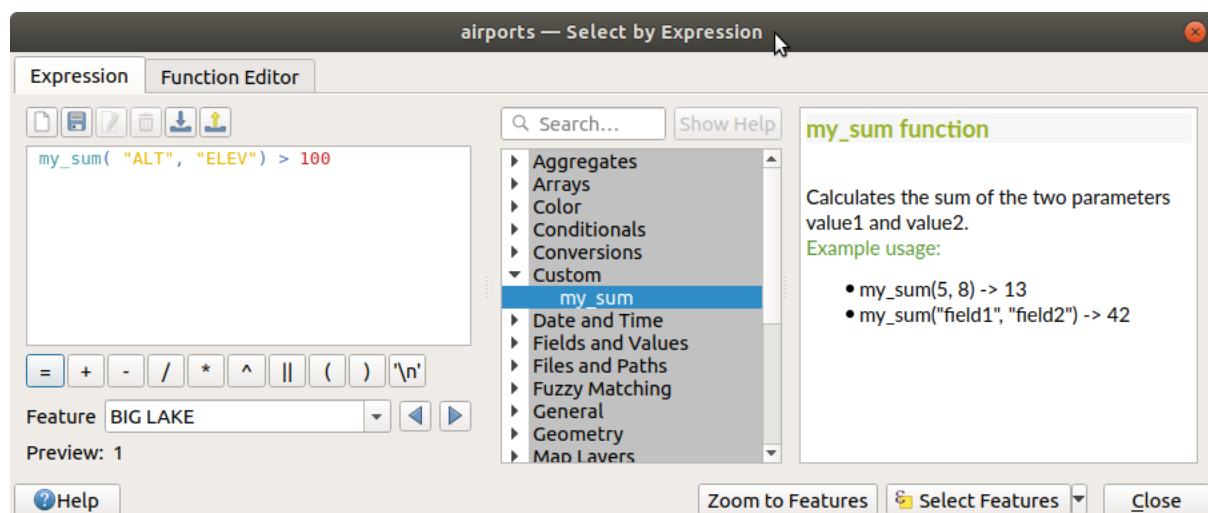 airports — Select by Expression
Expression
Function Editor
my_sum( "ALT", "ELEV") > 100
= + - / * ^ || ( ) '\n'
Feature BIG LAKE
Preview: 1
Search...
Show Help
Aggregates
Arrays
Color
Conditionals
Conversions
Custom
my_sum
Date and Time
Fields and Values
Files and Paths
Fuzzy Matching
General
Geometry
Map Layers
my_sum function
Calculates the sum of the two parameters
value1 and value2.
Example usage:
my_sum(5, 8) -> 13
my_sum("field1", "field2") -> 42
Help
Zoom to Features
Select Features
Close